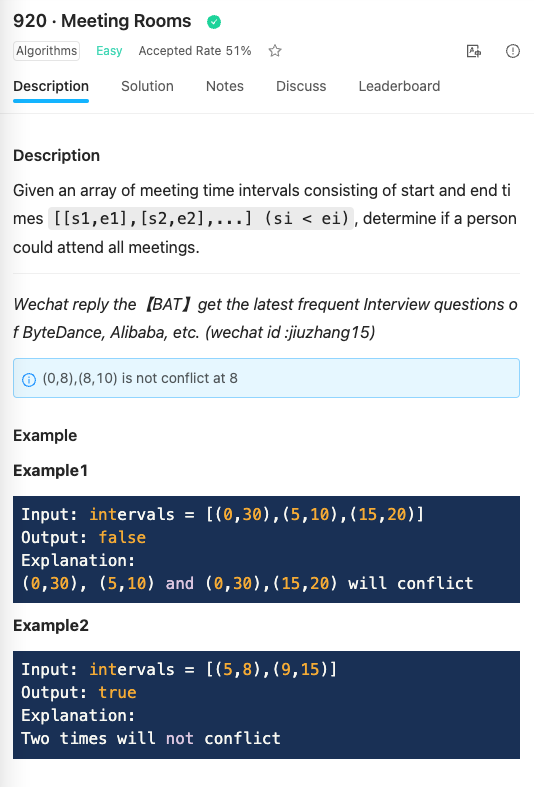 920 · Meeting Rooms
Algorithms Easy Accepted Rate 51%
Description Solution Notes Discuss Leaderboard
Description
Given an array of meeting time intervals consisting of start and end ti
mes [[s1,e1],[s2,e2],...] (si < ei), determine if a person
could attend all meetings.
Wechat reply the【BAT】get the latest frequent Interview questions o
f ByteDance, Alibaba, etc. (wechat id :jiuzhang15)
(0,8),(8,10) is not conflict at 8
Example
Example1
Input: intervals = [(0,30),(5,10),(15,20)]
Output: false
Explanation:
(0,30), (5,10) and (0,30),(15,20) will conflict
Example2
Input: intervals = [(5,8),(9,15)]
Output: true
Explanation:
Two times will not conflict